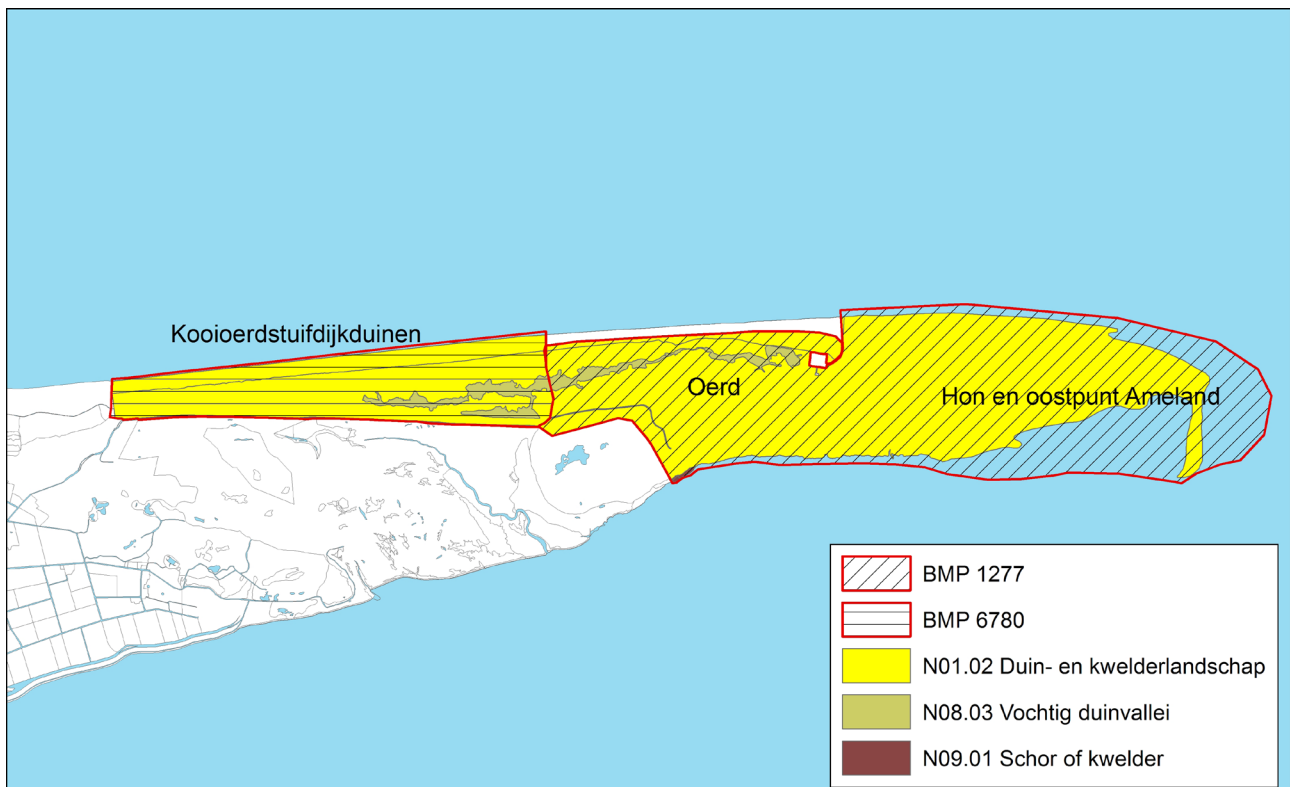 Kooioerdstuifdijkduinen
Oerd
Hon en oostpunt Ameland
BMP 1277
BMP 6780
N01.02 Duin- en kwelderlandschap
N08.03 Vochtig duinvallei
N09.01 Schor of kwelder